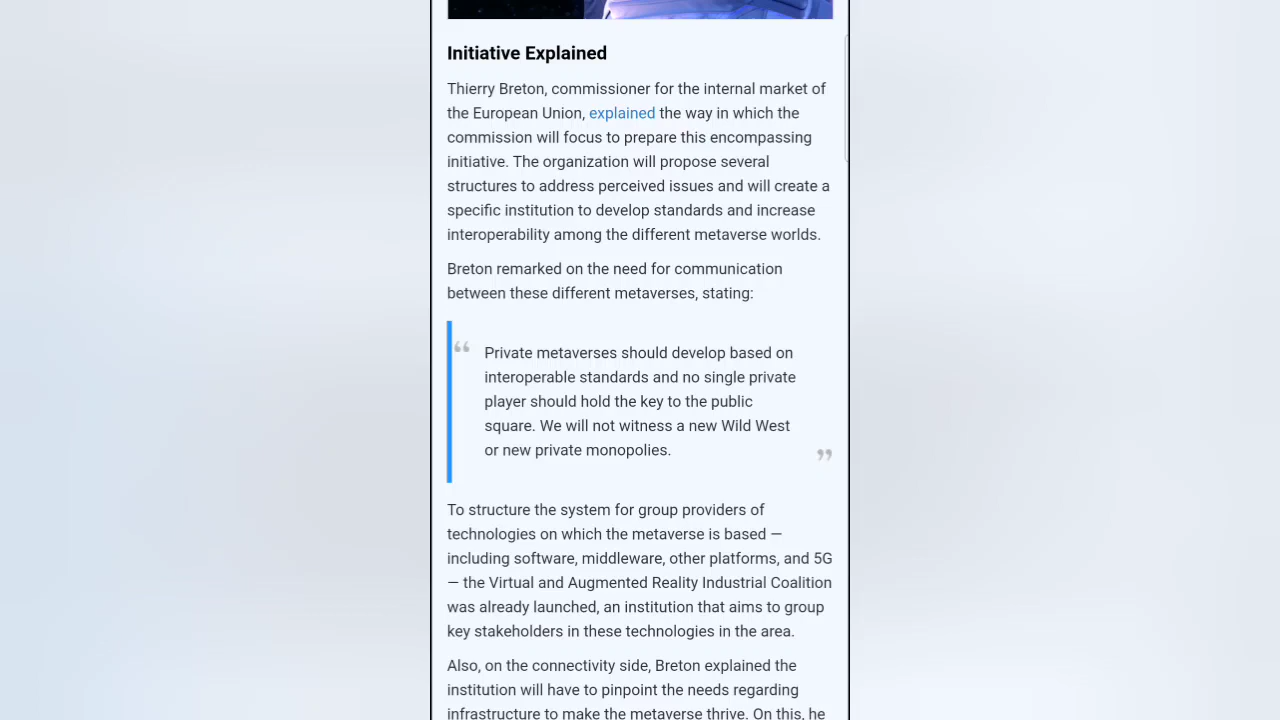 Initiative Explained
Thierry Breton, commissioner for the internal market of
the European Union, explained the way in which the
commission will focus to prepare this encompassing
initiative. The organization will propose several
structures to address perceived issues and will create a
specific institution to develop standards and increase
interoperability among the different metaverse worlds.
Breton remarked on the need for communication
between these different metaverses, stating:
“ Private metaverses should develop based on
interoperable standards and no single private
player should hold the key to the public
square. We will not witness a new Wild West
or new private monopolies. ”
To structure the system for group providers of
technologies on which the metaverse is based —
including software, middleware, other platforms, and 5G
— the Virtual and Augmented Reality Industrial Coalition
was already launched, an institution that aims to group
key stakeholders in these technologies in the area.
Also, on the connectivity side, Breton explained the
institution will have to pinpoint the needs regarding
infrastructure to make the metaverse thrive. On this, he